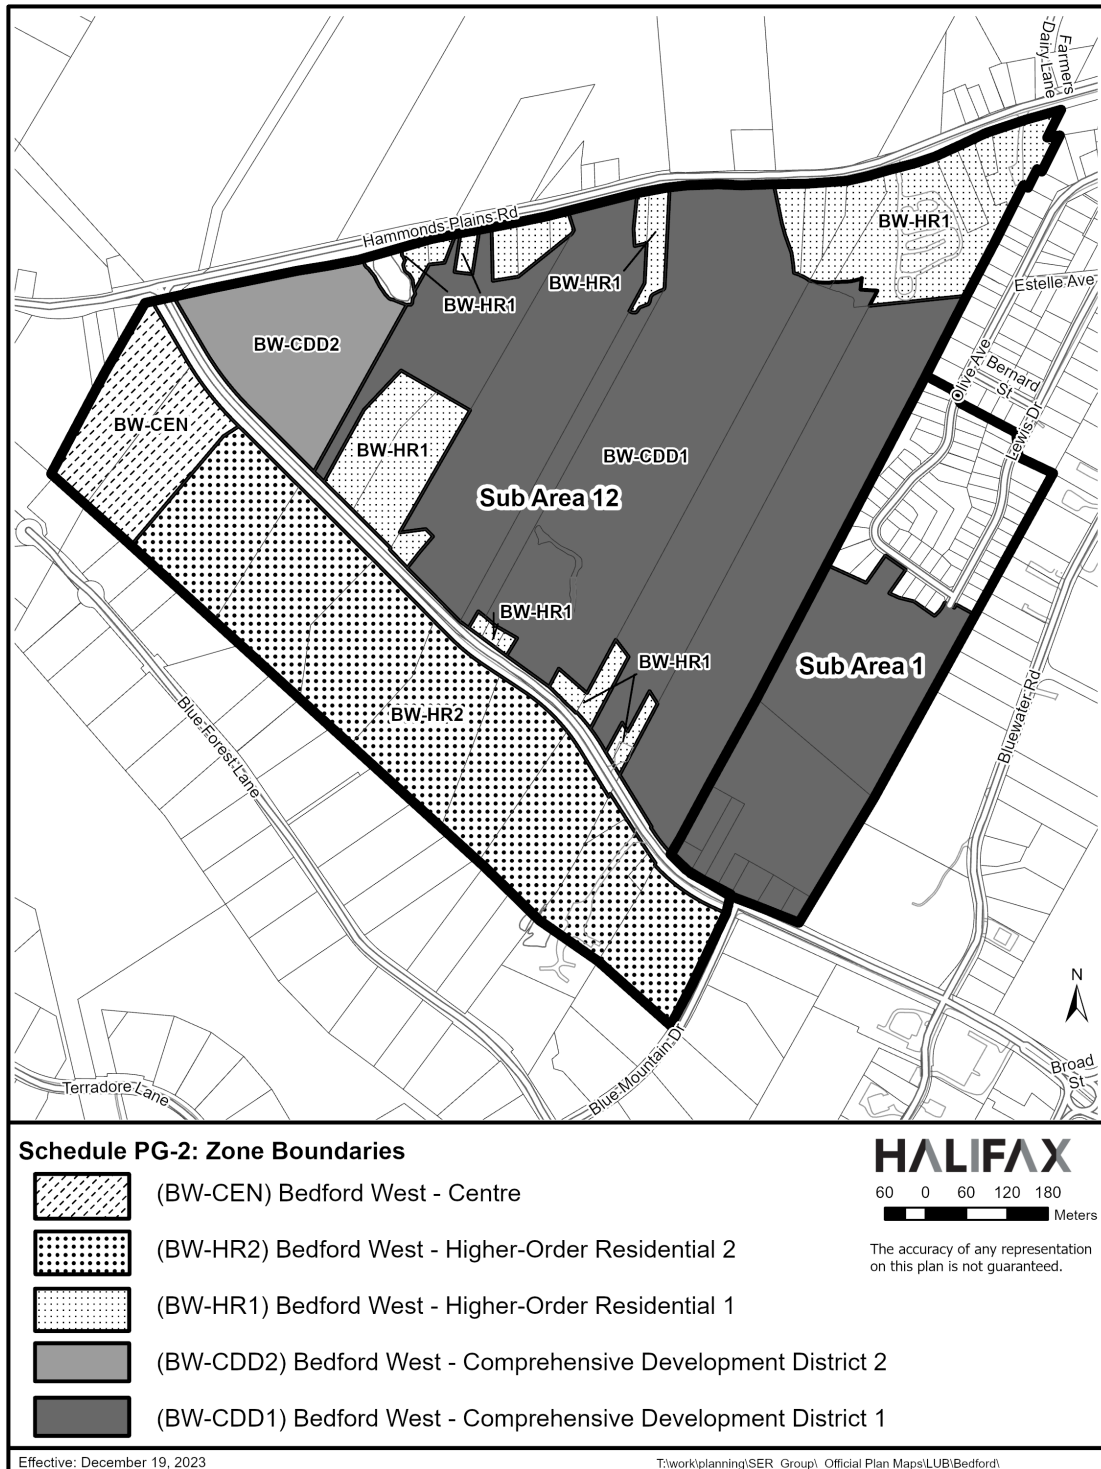 Farmers
Dairy Lane
Hammonds Plains Rd
BW-HR1
BW-HR1
BW-HR1
Estelle Ave
BW-CDD2
Olive Ave
Bernard
St
BW-CEN
Lewis Dr
BW-HR1
BW-CDD1
Sub Area 12
BW-HR1
BW-HR1
Sub Area 1
BW-HR2
Blue Forest Lane
Bluewater Rd
N
Blue Mountain Dr
Broad
St
Terradore Lane
Schedule PG-2: Zone Boundaries
(BW-CEN) Bedford West - Centre
(BW-HR2) Bedford West - Higher-Order Residential 2
(BW-HR1) Bedford West - Higher-Order Residential 1
(BW-CDD2) Bedford West - Comprehensive Development District 2
(BW-CDD1) Bedford West - Comprehensive Development District 1
HALIFAX
60 0 60 120 180
Meters
The accuracy of any representation
on this plan is not guaranteed.
Effective: December 19, 2023
T:\work\planning\SER_Group\_Official Plan Maps\LUB\Bedford\